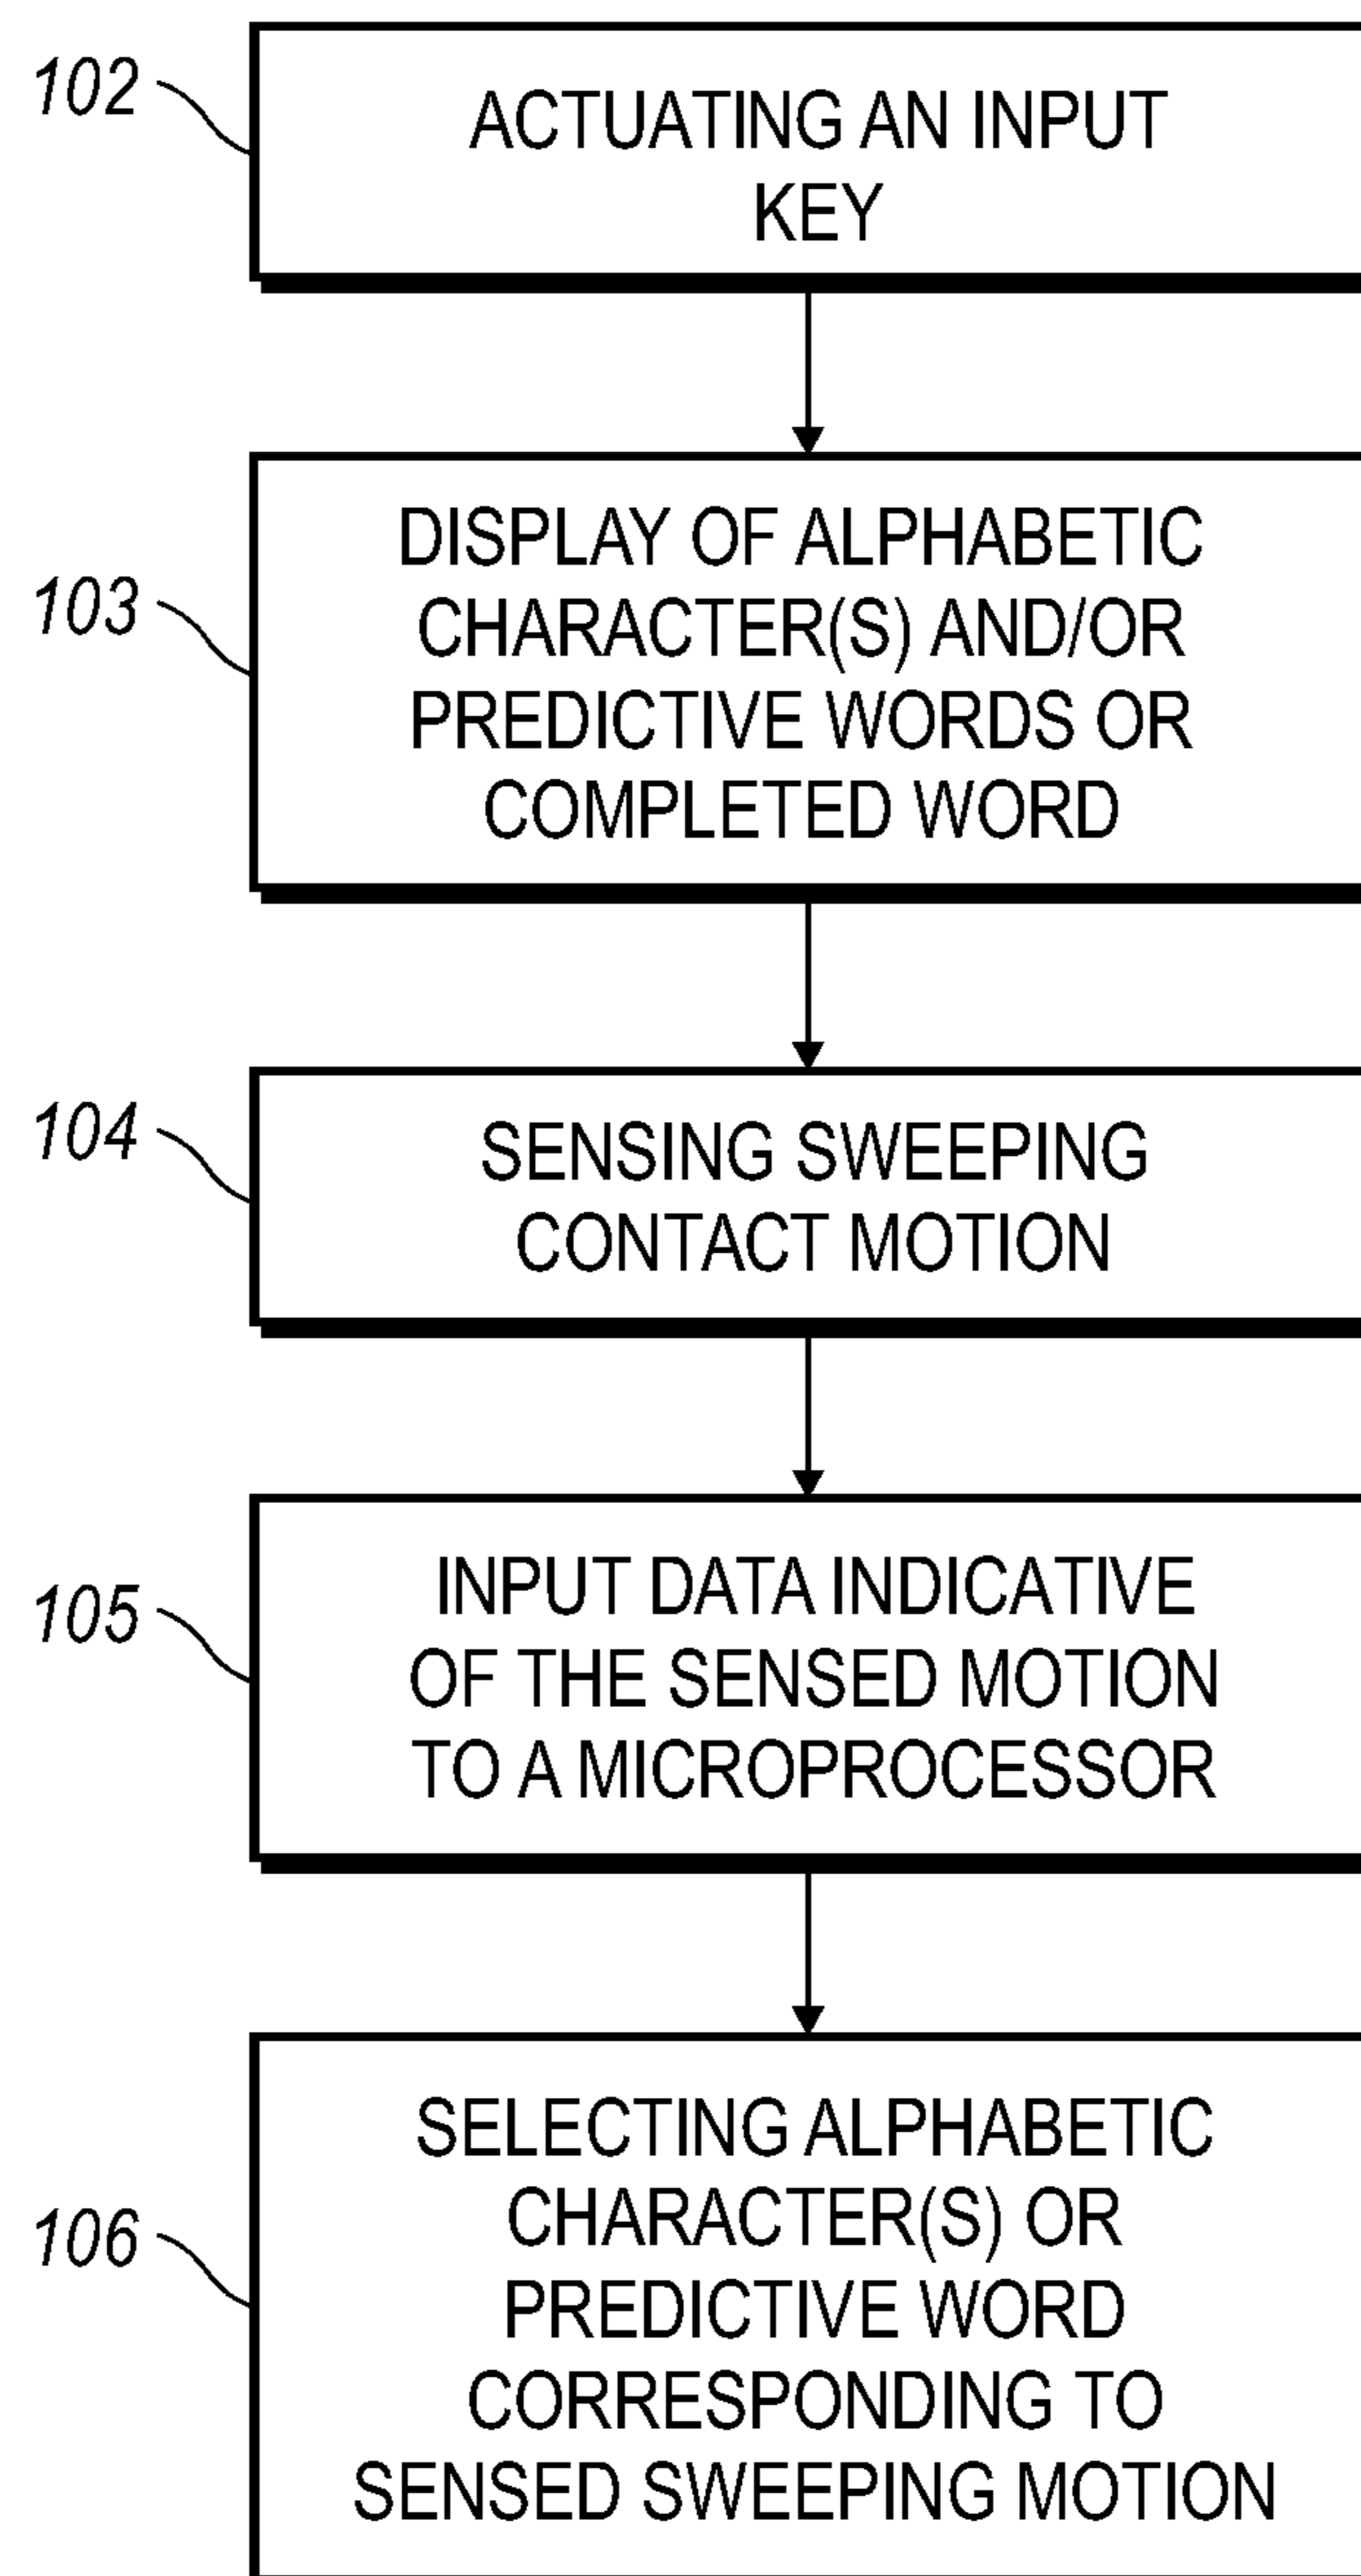 102
ACTUATING AN INPUT
KEY
103
DISPLAY OF ALPHABETIC
CHARACTER(S) AND/OR
PREDICTIVE WORDS OR
COMPLETED WORD
104
SENSING SWEEPING
CONTACT MOTION
105
INPUT DATA INDICATIVE
OF THE SENSED MOTION
TO A MICROPROCESSOR
106
SELECTING ALPHABETIC
CHARACTER(S) OR
PREDICTIVE WORD
CORRESPONDING TO
SENSED SWEEPING MOTION